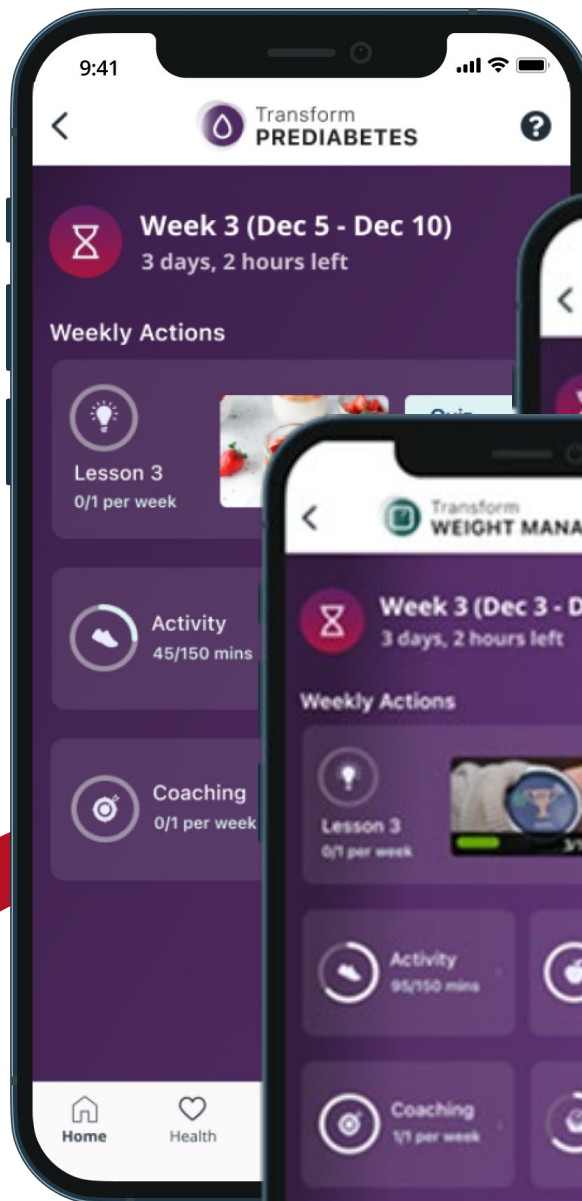 9:41
Transform
PREDIABETES
Week 3 (Dec 5 - Dec 10)
3 days, 2 hours left
Weekly Actions
Quiz
Lesson 3
0/1 per week
Activity
45/150 mins
Coaching
0/1 per week
Home
Health
Transform
WEIGHT MANA
Week 3 (Dec 3 - D
3 days, 2 hours left
Weekly Actions
Lesson 3
0/1 per week
Activity
95/150 mins
Coaching
1/1 per week